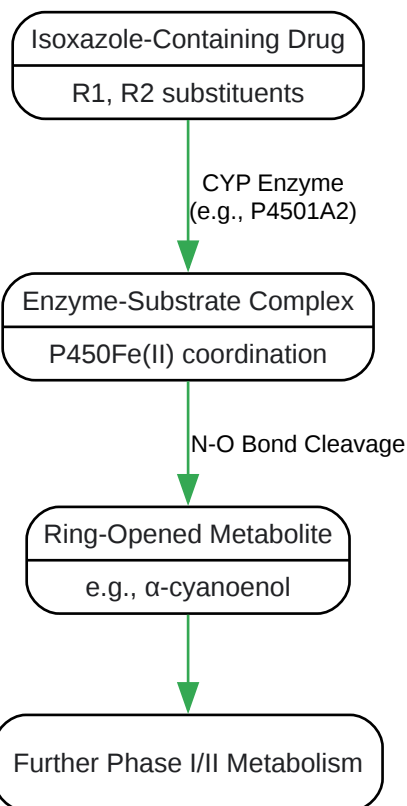 Isoxazole-Containing Drug
R1, R2 substituents
CYP Enzyme
(e.g., P4501A2)
Enzyme-Substrate Complex
P450Fe(II) coordination
N-O Bond Cleavage
Ring-Opened Metabolite
e.g., α-cyanoenol
Further Phase I/II Metabolism